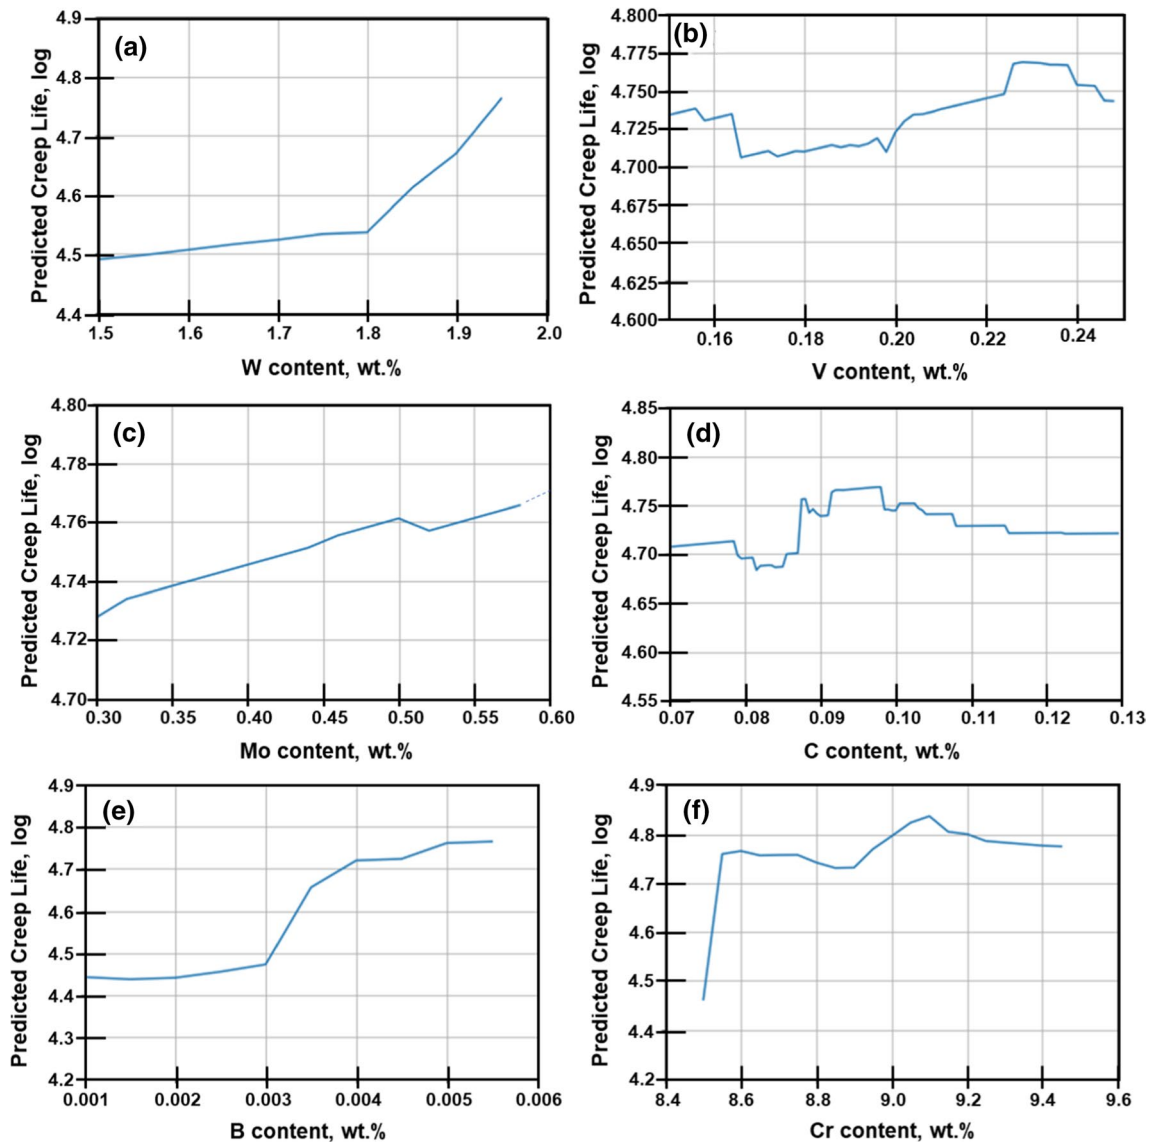 (a)
Predicted Creep Life, log
4.9
4.8
4.7
4.6
4.5
4.4
1.5 1.6 1.7 1.8 1.9 2.0
W content, wt.%
(b)
Predicted Creep Life, log
4.800
4.775
4.750
4.725
4.700
4.675
4.650
4.625
4.600
0.16 0.18 0.20 0.22 0.24
V content, wt.%
(c)
Predicted Creep Life, log
4.80
4.78
4.76
4.74
4.72
4.70
0.30 0.35 0.40 0.45 0.50 0.55 0.60
Mo content, wt.%
(d)
Predicted Creep Life, log
4.85
4.80
4.75
4.70
4.65
4.60
4.55
0.07 0.08 0.09 0.10 0.11 0.12 0.13
C content, wt.%
(e)
Predicted Creep Life, log
4.9
4.8
4.7
4.6
4.5
4.4
4.3
4.2
0.001 0.002 0.003 0.004 0.005 0.006
B content, wt.%
(f)
Predicted Creep Life, log
4.9
4.8
4.7
4.6
4.5
4.4
4.2
8.4 8.6 8.8 9.0 9.2 9.4 9.6
Cr content, wt.%